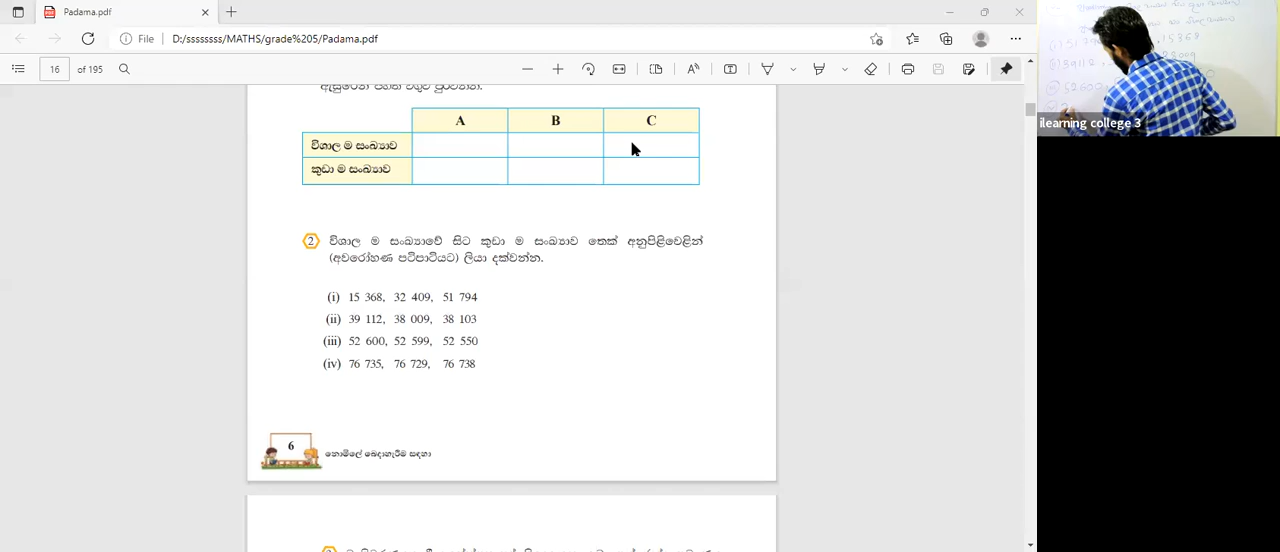 Padama.pdf
File
D:/ssssssss/MATHS/grade%205/Padama.pdf
16 of 195
A B C
විශාල ම සංඛ්‍යාව
කුඩා ම සංඛ්‍යාව
2 විශාල ම සංඛ්‍යාවේ සිට කුඩා ම සංඛ්‍යාව තෙක් අනුපිළිවෙළින්
(අවරෝහණ පටිපාටියට) ලියා දක්වන්න.
(i) 15 368, 32 409, 51 794
(ii) 39 112, 38 009, 38 103
(iii) 52 600, 52 599, 52 550
(iv) 76 735, 76 729, 76 738
6
නොමිලේ බෙදාහැරීම සඳහා
ilearning college 3